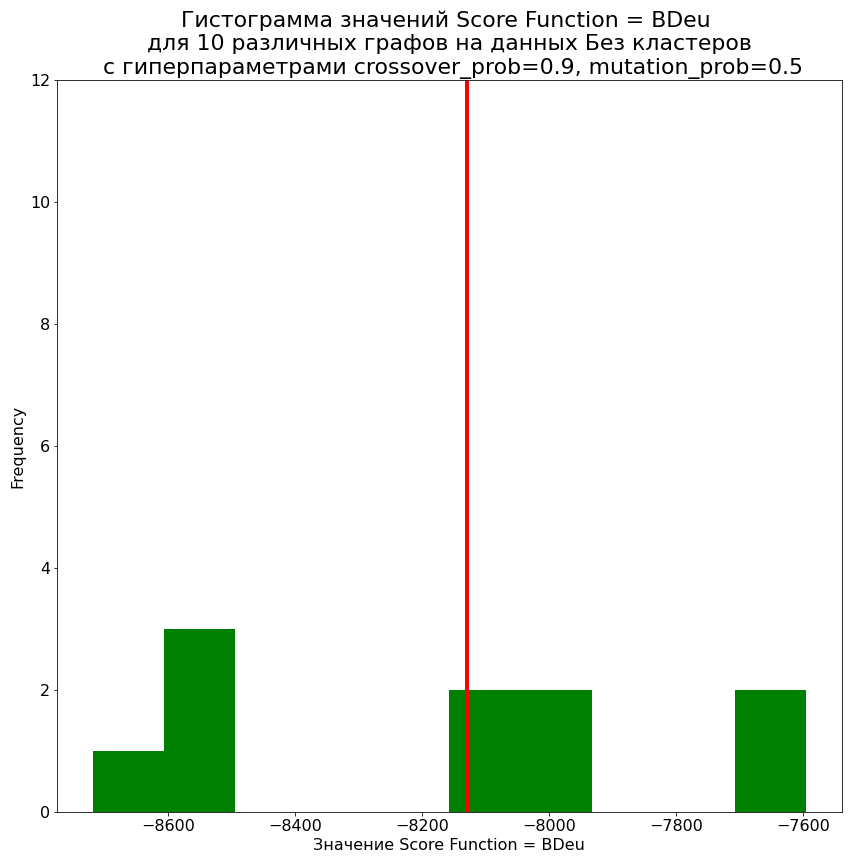 Гистограмма значений Score Function = BDeu
для 10 различных графов на данных Без кластеров
с гиперпараметрами crossover_prob=0.9, mutation_prob=0.5
12
10
8
6
4
2
0
Frequency
−8600 −8400 −8200 −8000 −7800 −7600
Значение Score Function = BDeu